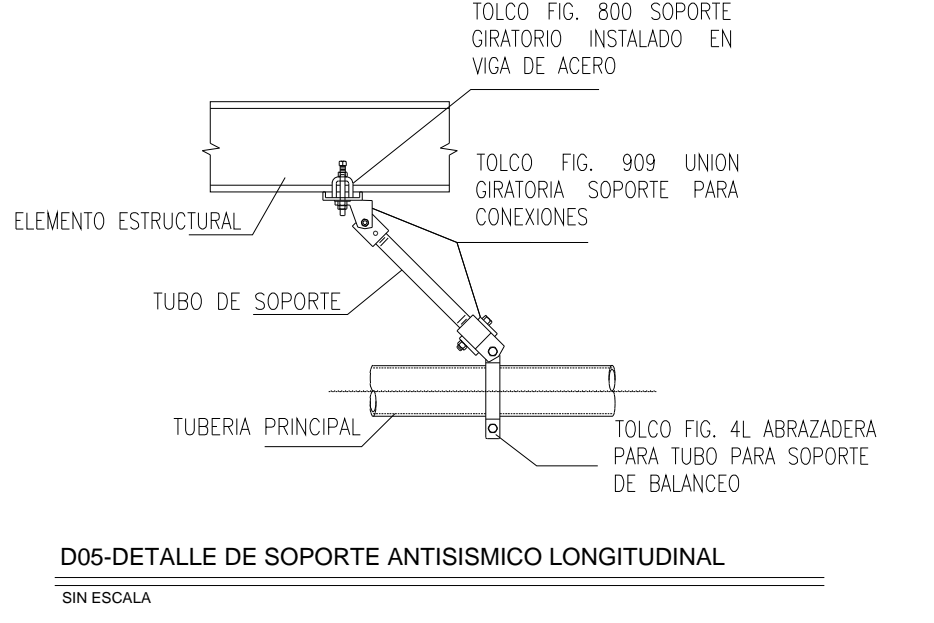 TOLCO FIG. 800 SOPORTE
GIRATORIO INSTALADO EN
VIGA DE ACERO
TOLCO FIG. 909 UNION
GIRATORIA SOPORTE PARA
CONEXIONES
ELEMENTO ESTRUCTURAL
TUBO DE SOPORTE
TUBERIA PRINCIPAL
TOLCO FIG. 4L ABRAZADERA
PARA TUBO PARA SOPORTE
DE BALANCEO
D05-DETALLE DE SOPORTE ANTISISMICO LONGITUDINAL
SIN ESCALA